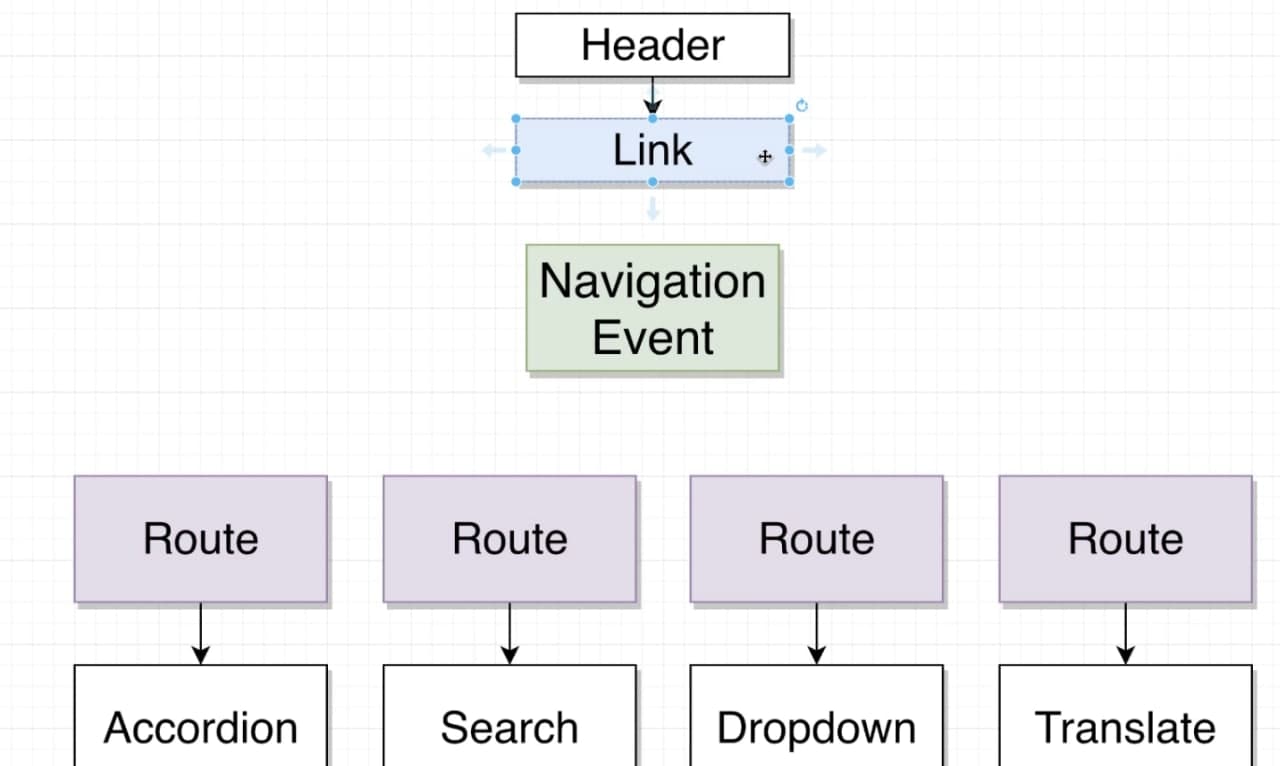 Header
Link
Navigation
Event
Route Route Route Route
Accordion Search Dropdown Translate